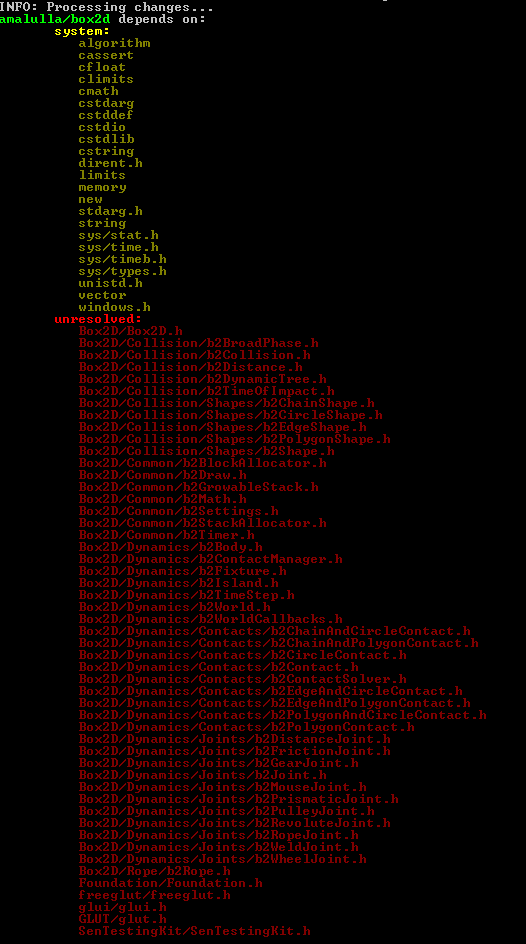 INFO: Processing changes...
amalulla/box2d depends on:
system:
algorithm
cassert
cfloat
climits
cmath
cstdarg
cstddef
cstdio
cstdlib
cstring
dirent.h
limits
memory
new
stdarg.h
string
sys/stat.h
sys/time.h
sys/timeb.h
sys/types.h
unistd.h
vector
windows.h
unresolved:
Box2D/Box2D.h
Box2D/Collision/b2BroadPhase.h
Box2D/Collision/b2Collision.h
Box2D/Collision/b2Distance.h
Box2D/Collision/b2DynamicTree.h
Box2D/Collision/b2TimeOfImpact.h
Box2D/Collision/Shapes/b2ChainShape.h
Box2D/Collision/Shapes/b2CircleShape.h
Box2D/Collision/Shapes/b2EdgeShape.h
Box2D/Collision/Shapes/b2PolygonShape.h
Box2D/Collision/Shapes/b2Shape.h
Box2D/Common/b2BlockAllocator.h
Box2D/Common/b2Draw.h
Box2D/Common/b2GrowableStack.h
Box2D/Common/b2Math.h
Box2D/Common/b2Settings.h
Box2D/Common/b2StackAllocator.h
Box2D/Common/b2Timer.h
Box2D/Dynamics/b2Body.h
Box2D/Dynamics/b2ContactManager.h
Box2D/Dynamics/b2Fixture.h
Box2D/Dynamics/b2Island.h
Box2D/Dynamics/b2TimeStep.h
Box2D/Dynamics/b2World.h
Box2D/Dynamics/b2WorldCallbacks.h
Box2D/Dynamics/Contacts/b2ChainAndCircleContact.h
Box2D/Dynamics/Contacts/b2ChainAndPolygonContact.h
Box2D/Dynamics/Contacts/b2CircleContact.h
Box2D/Dynamics/Contacts/b2Contact.h
Box2D/Dynamics/Contacts/b2ContactSolver.h
Box2D/Dynamics/Contacts/b2EdgeAndCircleContact.h
Box2D/Dynamics/Contacts/b2EdgeAndPolygonContact.h
Box2D/Dynamics/Contacts/b2PolygonAndCircleContact.h
Box2D/Dynamics/Contacts/b2PolygonContact.h
Box2D/Dynamics/Joints/b2DistanceJoint.h
Box2D/Dynamics/Joints/b2FrictionJoint.h
Box2D/Dynamics/Joints/b2GearJoint.h
Box2D/Dynamics/Joints/b2Joint.h
Box2D/Dynamics/Joints/b2MouseJoint.h
Box2D/Dynamics/Joints/b2PrismaticJoint.h
Box2D/Dynamics/Joints/b2PulleyJoint.h
Box2D/Dynamics/Joints/b2RevoluteJoint.h
Box2D/Dynamics/Joints/b2RopeJoint.h
Box2D/Dynamics/Joints/b2WeldJoint.h
Box2D/Dynamics/Joints/b2WheelJoint.h
Box2D/Rope/b2Rope.h
Foundation/Foundation.h
freeglut/freeglut.h
glui/glui.h
GLUT/glut.h
SenTestingKit/SenTestingKit.h